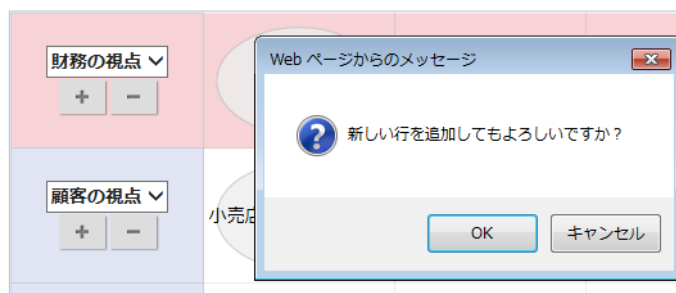 財務の視点
+ −
Web ページからのメッセージ
新しい行を追加してもよろしいですか？
顧客の視点
+ −
小売店
OK キャンセル